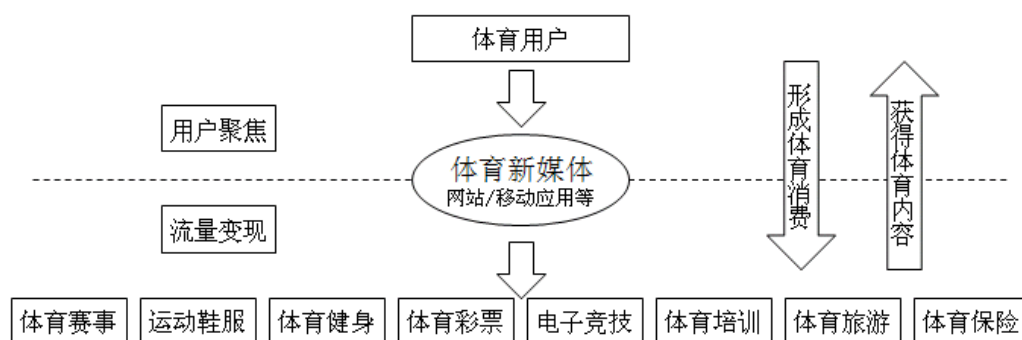 体育用户
用户聚焦
体育新媒体
网站/移动应用等
流量变现
形成体育消费
获得体育内容
体育赛事
运动鞋服
体育健身
体育彩票
电子竞技
体育培训
体育旅游
体育保险